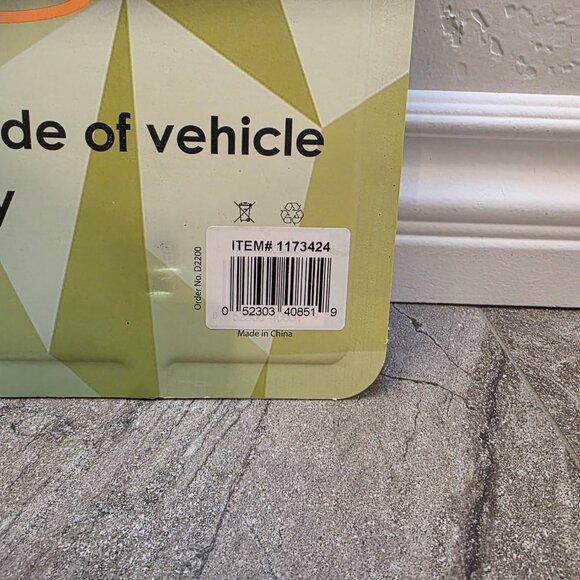 de of vehicle
y
ITEM# 1173424
Order No. D2200
0 52303 40851 9
Made in China